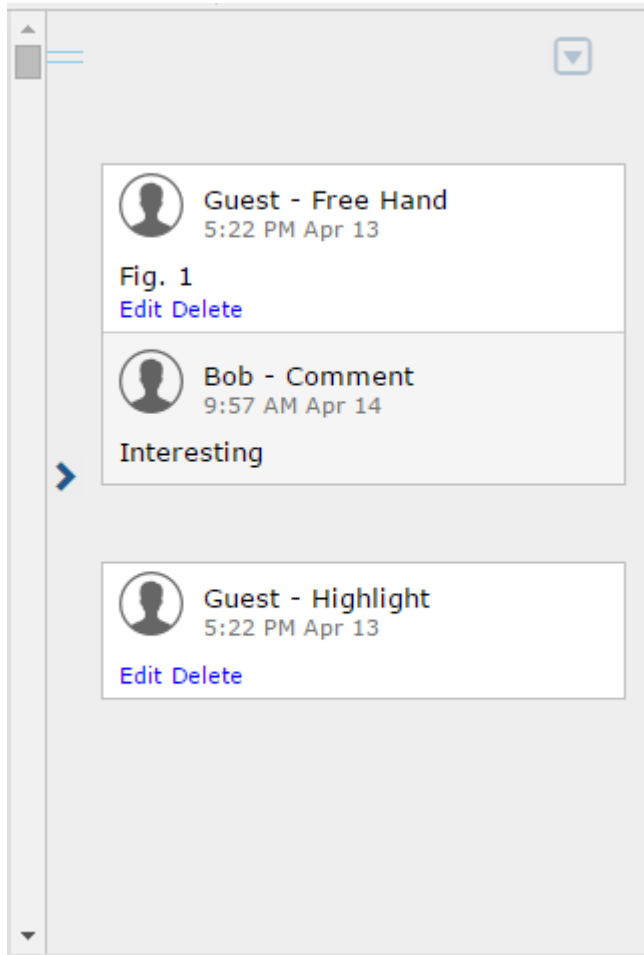 Guest - Free Hand
5:22 PM Apr 13
Fig. 1
Edit Delete
Bob - Comment
9:57 AM Apr 14
Interesting
Guest - Highlight
5:22 PM Apr 13
Edit Delete